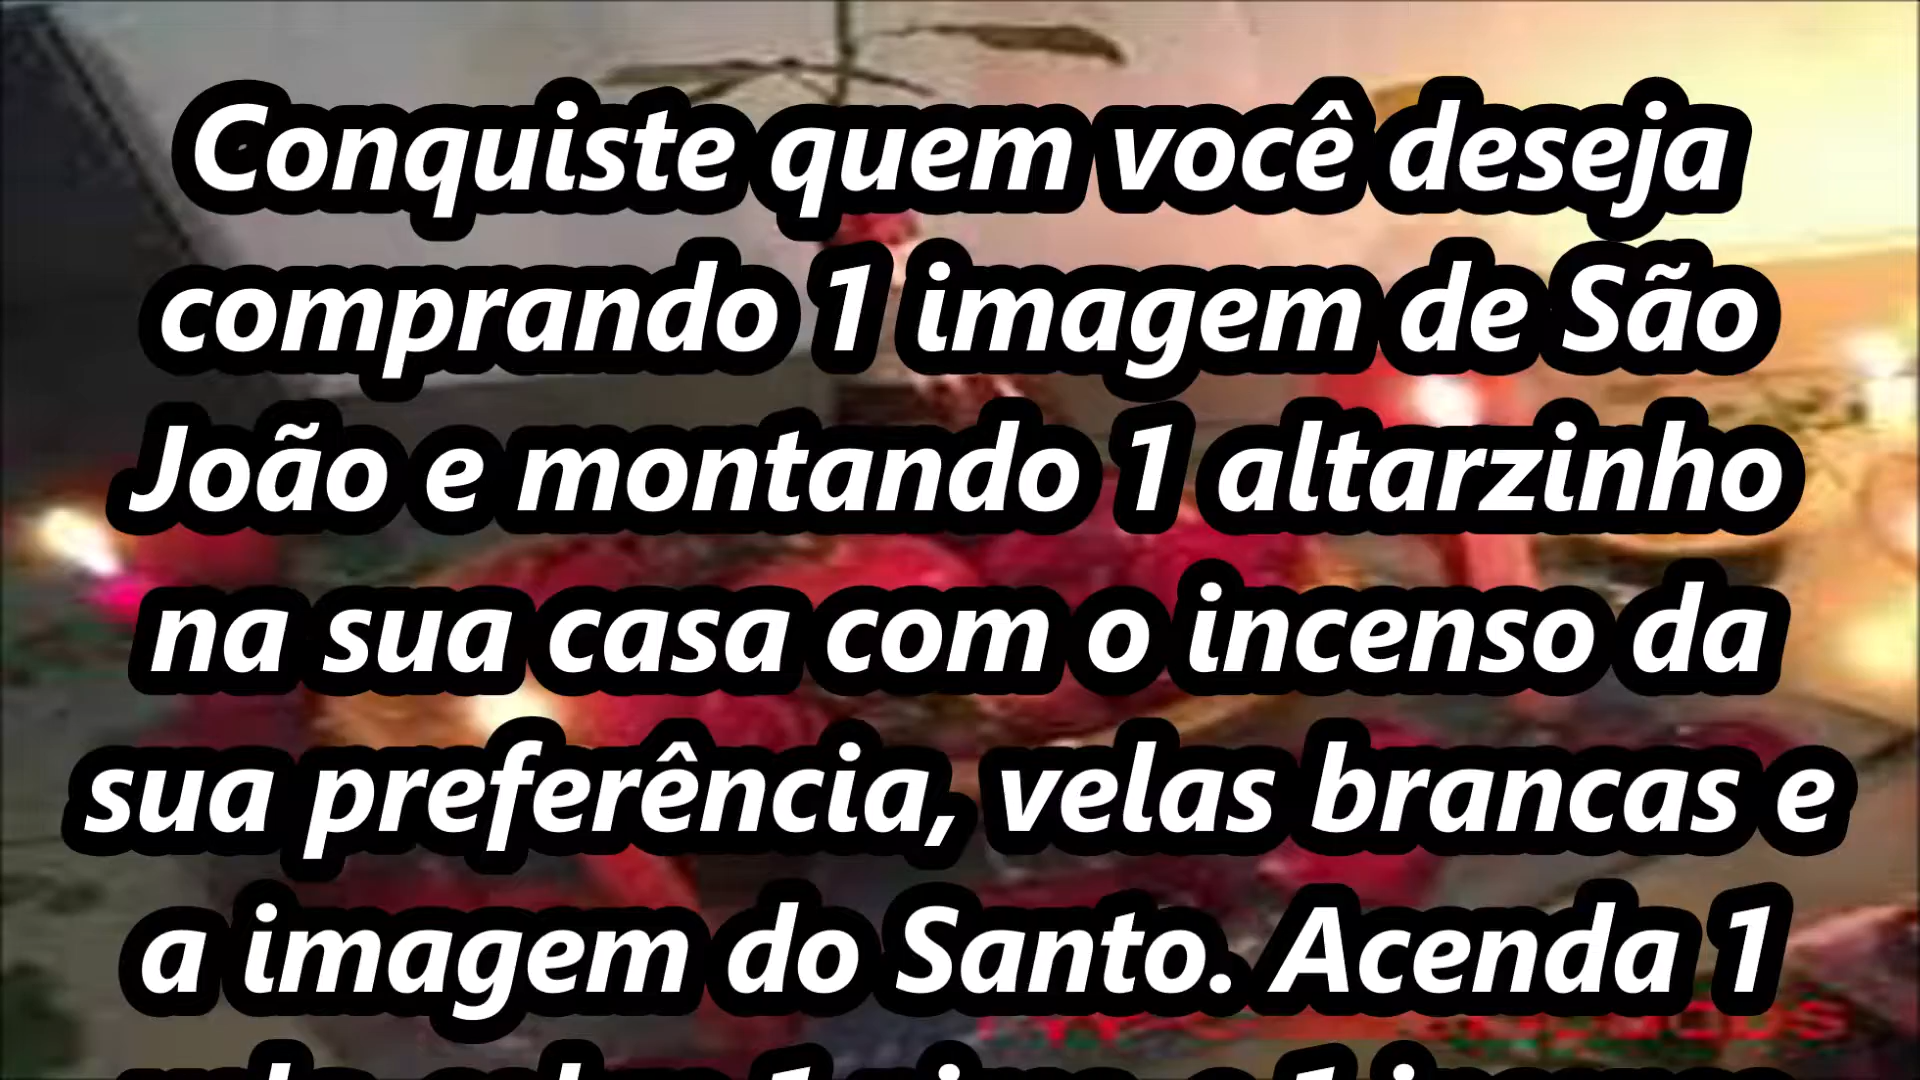 Conquiste quem você deseja
comprando 1 imagem de São
João e montando 1 altarzinho
na sua casa com o incenso da
sua preferência, velas brancas e
a imagem do Santo. Acenda 1